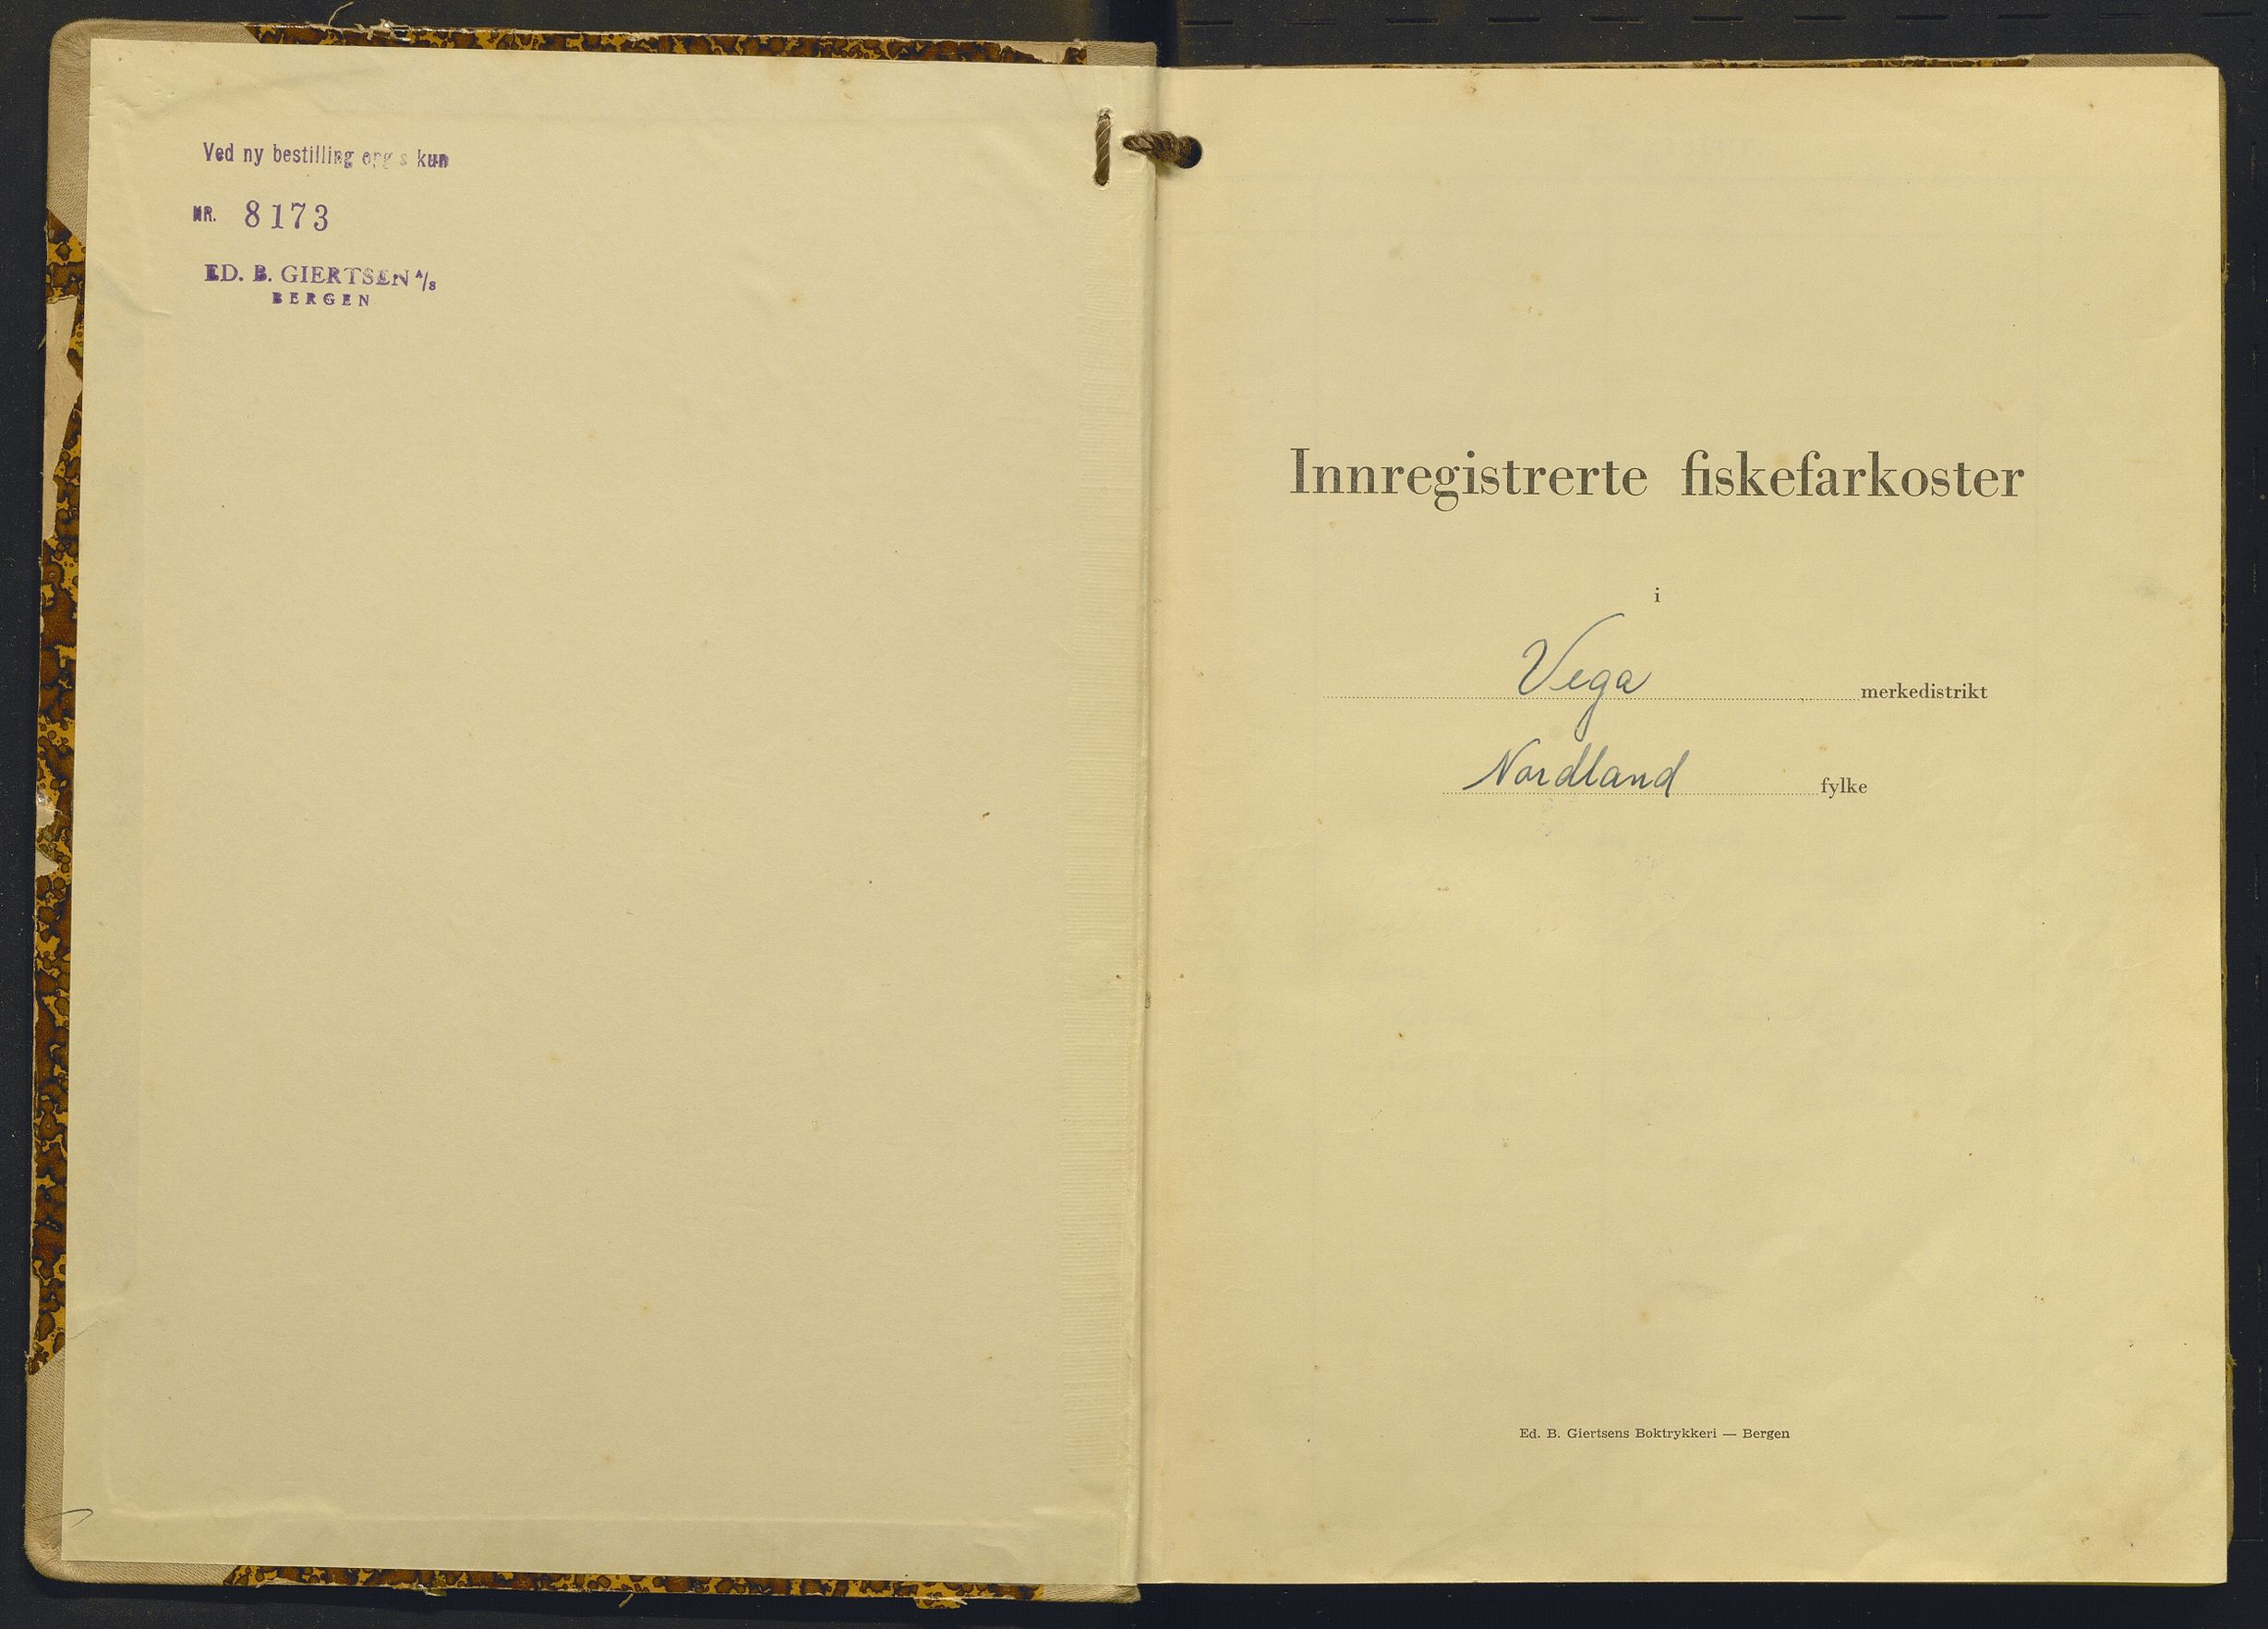 Ved ny bestilling kun
NR. 8173
ED. B. GIERTSEN A/S
BERGEN
Innregistrerte fiskefarkoster
i
Vega merkedistrikt
Nordland fylke
Ed. B. Giertsens Boktrykkeri — Bergen